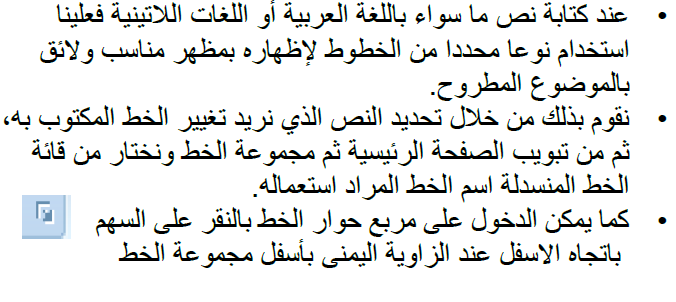 • عند كتابة نص ما سواء باللغة العربية أو اللغات اللاتينية فعلينا
استخدام نوعا محددا من الخطوط لإظهاره بمظهر مناسب ولائق
بالموضوع المطروح.
• نقوم بذلك من خلال تحديد النص الذي نريد تغيير الخط المكتوب به،
ثم من تبويب الصفحة الرئيسية ثم مجموعة الخط ونختار من قائة
الخط المنسدلة اسم الخط المراد استعماله.
• كما يمكن الدخول على مربع حوار الخط بالنقر على السهم
باتجاه الاسفل عند الزاوية اليمنى بأسفل مجموعة الخط